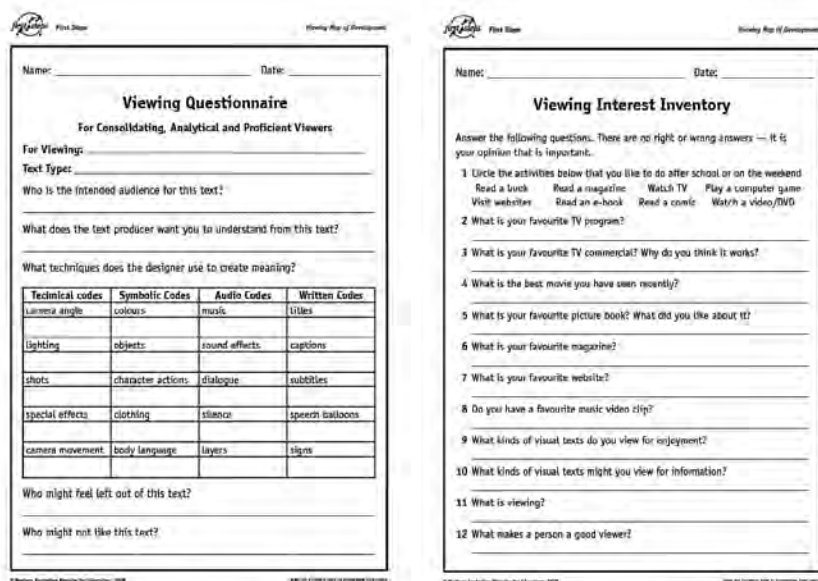 First Steps
Viewing Map of Development
Name:
Date:
Viewing Questionnaire
For Consolidating, Analytical and Proficient Viewers
For Viewing:
Text Type:
Who is the intended audience for this text?
What does the text producer want you to understand from this text?
What techniques does the designer use to create meaning?
Technical codes Symbolic Codes Audio Codes Written Codes
camera angle colours music titles
lighting objects sound effects captions
shots character actions dialogue subtitles
special effects clothing silence speech balloons
camera movement body language layers signs
Who might feel left out of this text?
Who might not like this text?
First Steps
Viewing Map of Development
Name:
Date:
Viewing Interest Inventory
Answer the following questions. There are no right or wrong answers — it is
your opinion that is important.
1 Circle the activities below that you like to do after school or on the weekend
Read a book Read a magazine Watch TV Play a computer game
Visit websites Read an e-book Read a comic Watch a video/DVD
2 What is your favourite TV program?
3 What is your favourite TV commercial? Why do you think it works?
4 What is the best movie you have seen recently?
5 What is your favourite picture book? What did you like about it?
6 What is your favourite magazine?
7 What is your favourite website?
8 Do you have a favourite music video clip?
9 What kinds of visual texts do you view for enjoyment?
10 What kinds of visual texts might you view for information?
11 What is viewing?
12 What makes a person a good viewer?